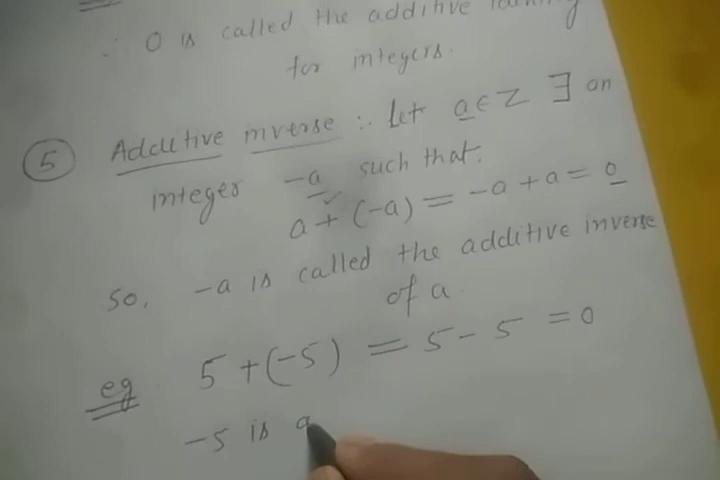 ∴ 0 is called the additive
for integers.
(5) Additive inverse :- Let a ∈ Z ∃ an
integer -a such that.
a + (-a) = -a + a = 0
So, -a is called the additive inverse
of a.
eg 5 + (-5) = 5 - 5 = 0
-5 is a